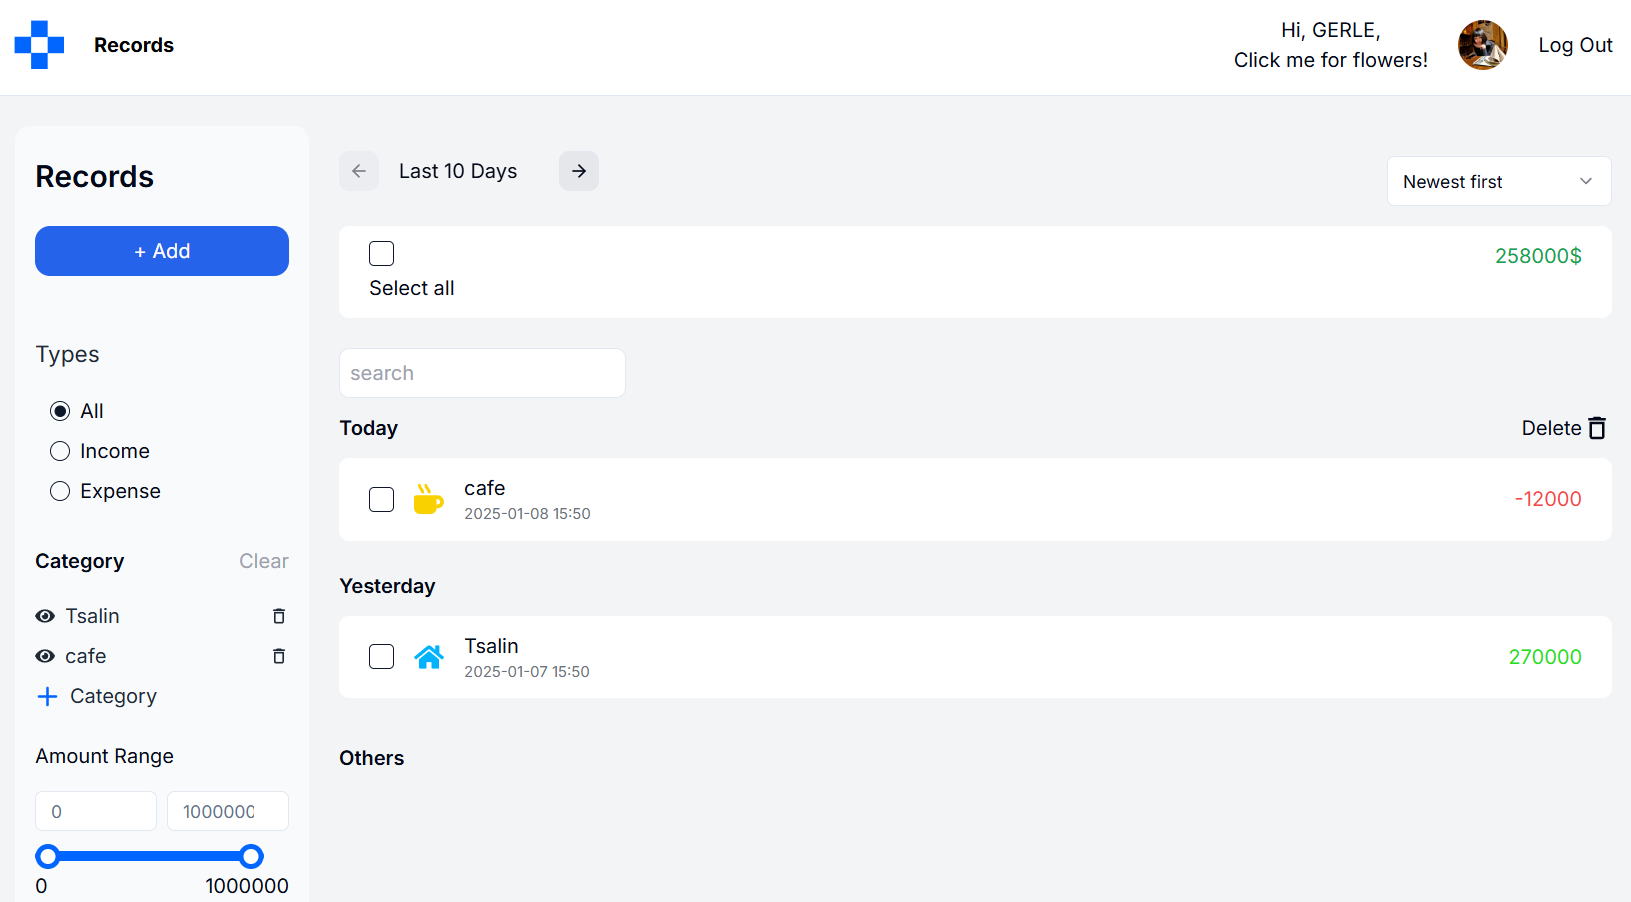 Records
Hi, GERLE,
Click me for flowers!
Log Out
Records
+ Add
Types
All
Income
Expense
Category
Clear
Tsalin
cafe
Category
Amount Range
0
1000000
0
1000000
Last 10 Days
Newest first
258000$
Select all
search
Today
Delete
cafe
2025-01-08 15:50
-12000
Yesterday
Tsalin
2025-01-07 15:50
270000
Others